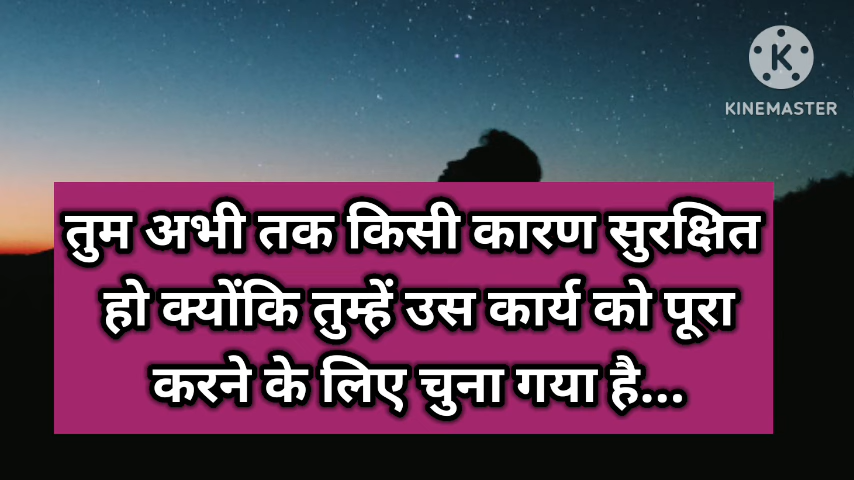 KINEMASTER
तुम अभी तक किसी कारण सुरक्षित
हो क्योंकि तुम्हें उस कार्य को पूरा
करने के लिए चुना गया है...